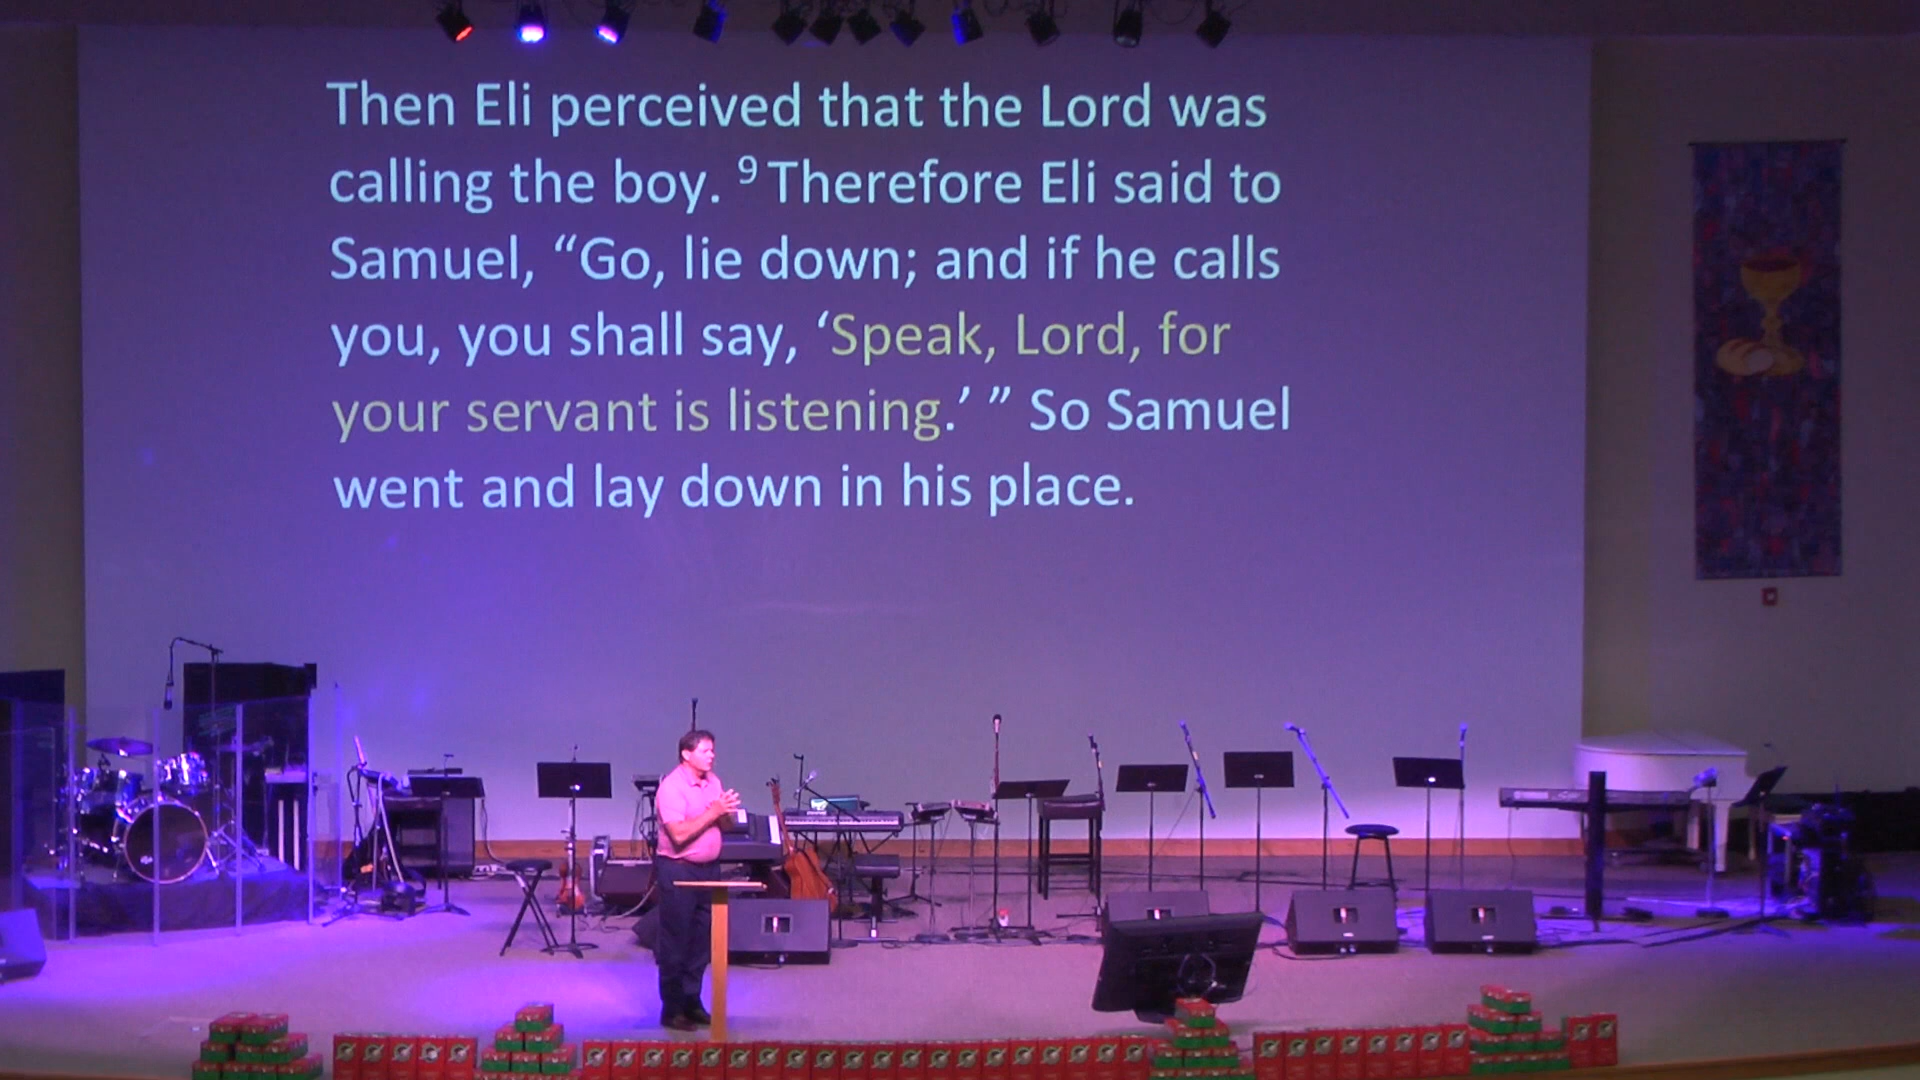 Then Eli perceived that the Lord was
calling the boy. ⁹ Therefore Eli said to
Samuel, “Go, lie down; and if he calls
you, you shall say, ‘Speak, Lord, for
your servant is listening.’ ” So Samuel
went and lay down in his place.